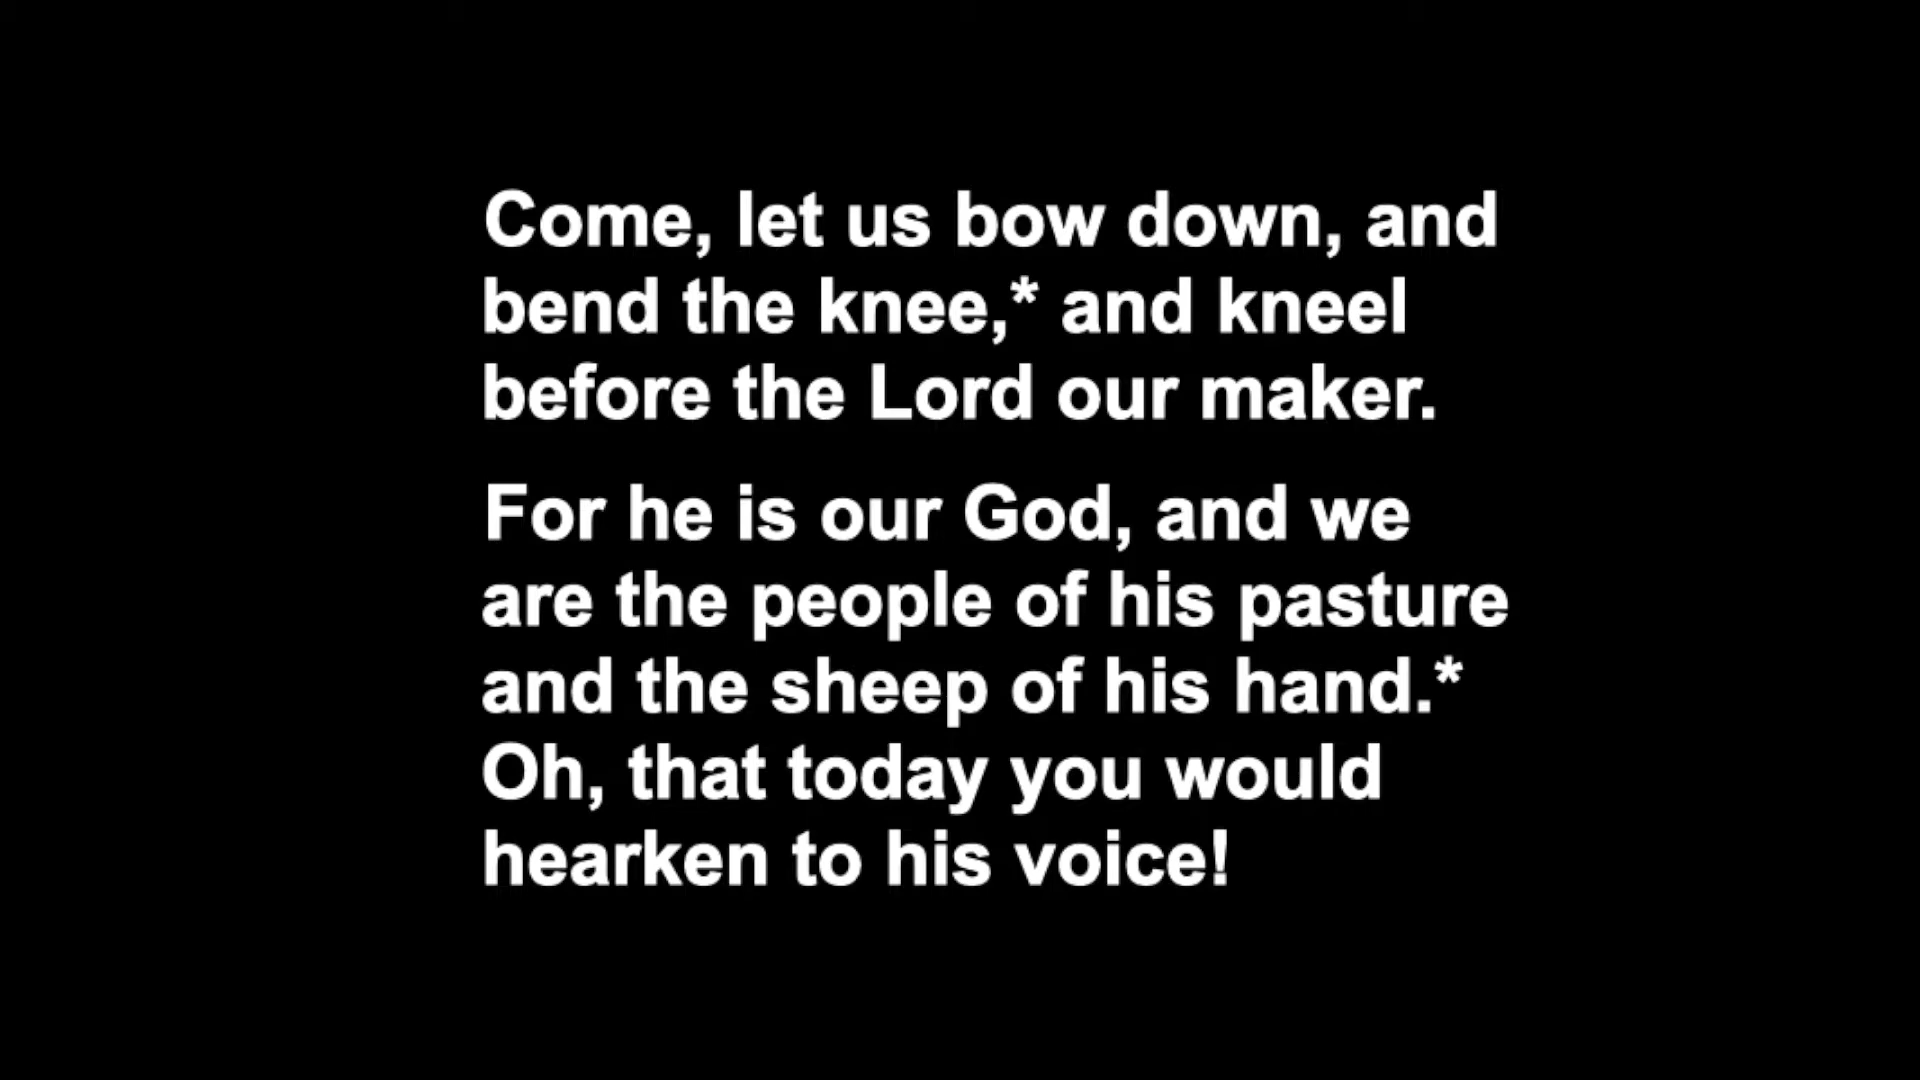 Come, let us bow down, and
bend the knee,* and kneel
before the Lord our maker.
For he is our God, and we
are the people of his pasture
and the sheep of his hand.*
Oh, that today you would
hearken to his voice!